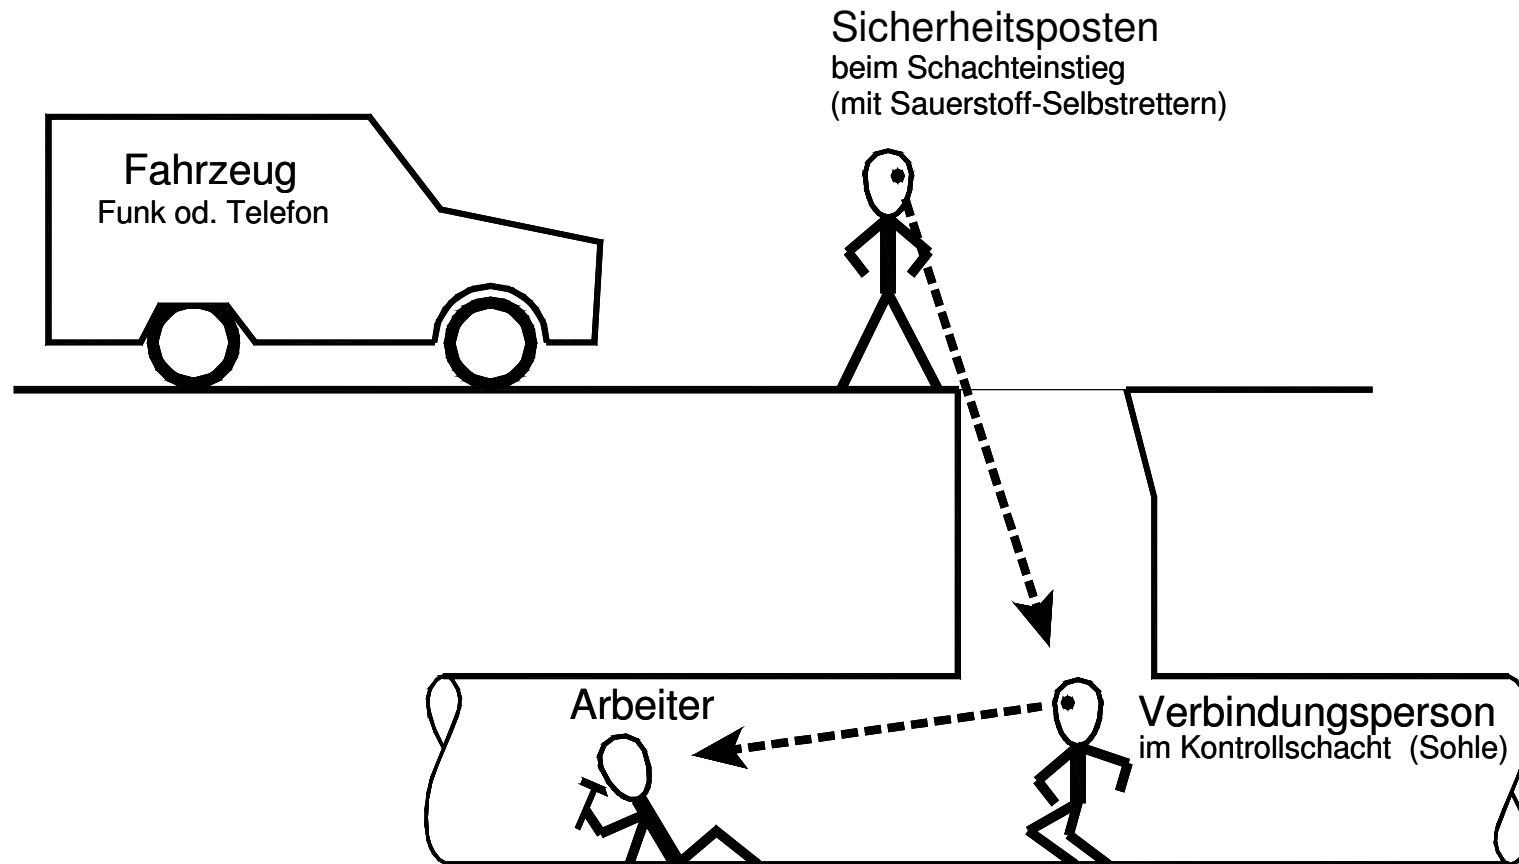 Sicherheitsposten
beim Schachteinstieg
(mit Sauerstoff-Selbstrettern)
Fahrzeug
Funk od. Telefon
Arbeiter
Verbindungsperson
im Kontrollschacht (Sohle)